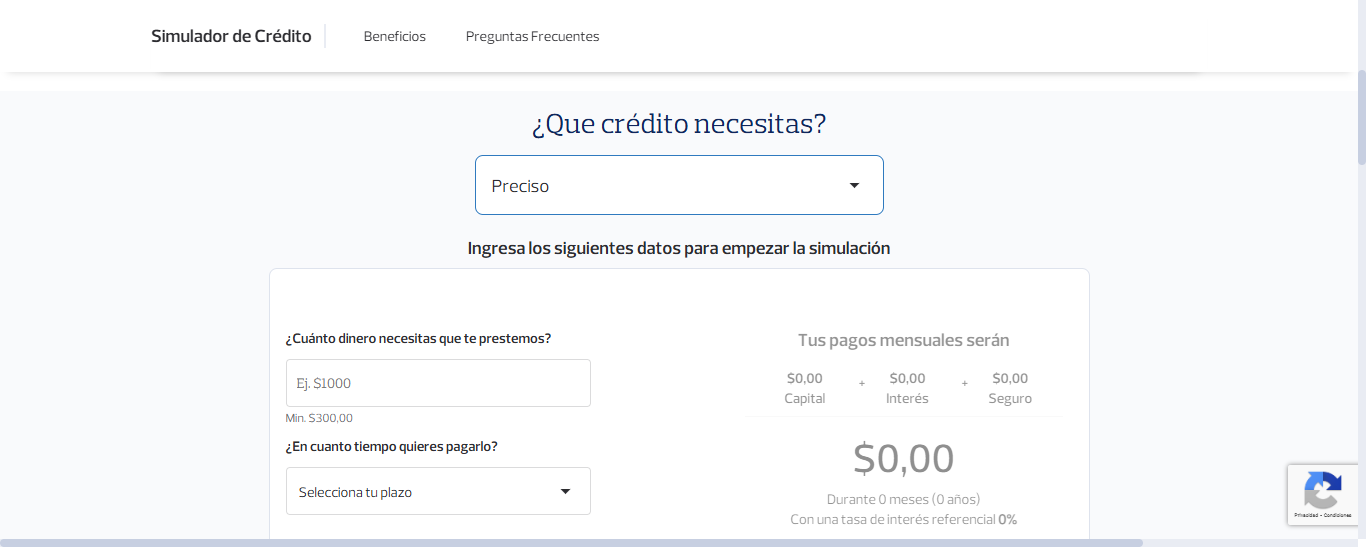 Simulador de Crédito
Beneficios
Preguntas Frecuentes
¿Que crédito necesitas?
Preciso
Ingresa los siguientes datos para empezar la simulación
¿Cuánto dinero necesitas que te prestemos?
Ej. $1000
Min. $300,00
¿En cuanto tiempo quieres pagarlo?
Selecciona tu plazo
Tus pagos mensuales serán
$0,00 + $0,00 + $0,00
Capital Interés Seguro
$0,00
Durante 0 meses (0 años)
Con una tasa de interés referencial 0%
Privacidad - Condiciones